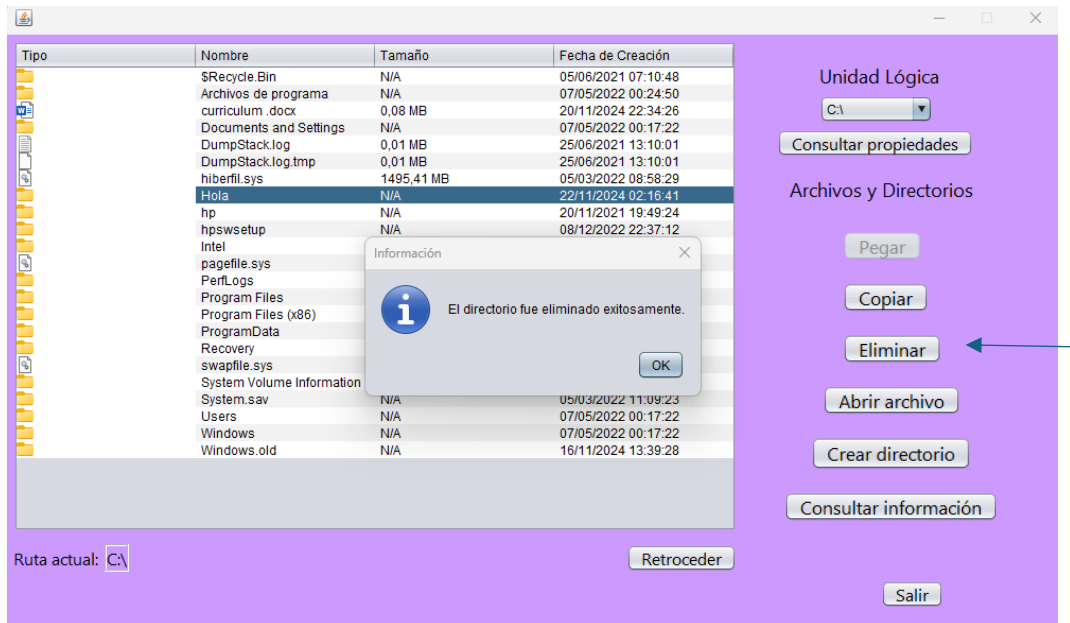 Tipo Nombre Tamaño Fecha de Creación
$Recycle.Bin N/A 05/06/2021 07:10:48
Archivos de programa N/A 07/05/2022 00:24:50
curriculum .docx 0,08 MB 20/11/2024 22:34:26
Documents and Settings N/A 07/05/2022 00:17:22
DumpStack.log 0,01 MB 25/06/2021 13:10:01
DumpStack.log.tmp 0,01 MB 25/06/2021 13:10:01
hiberfil.sys 1495,41 MB 05/03/2022 08:58:29
Hola N/A 22/11/2024 02:16:41
hp N/A 20/11/2021 19:49:24
hpswsetup N/A 08/12/2022 22:37:12
Intel
pagefile.sys
PerfLogs
Program Files
Program Files (x86)
ProgramData
Recovery
swapfile.sys
System Volume Information
System.sav N/A 05/03/2022 11:09:23
Users N/A 07/05/2022 00:17:22
Windows N/A 07/05/2022 00:17:22
Windows.old N/A 16/11/2024 13:39:28
Información
El directorio fue eliminado exitosamente.
OK
Unidad Lógica
C:\
Consultar propiedades
Archivos y Directorios
Pegar
Copiar
Eliminar
Abrir archivo
Crear directorio
Consultar información
Ruta actual: C:\
Retroceder
Salir